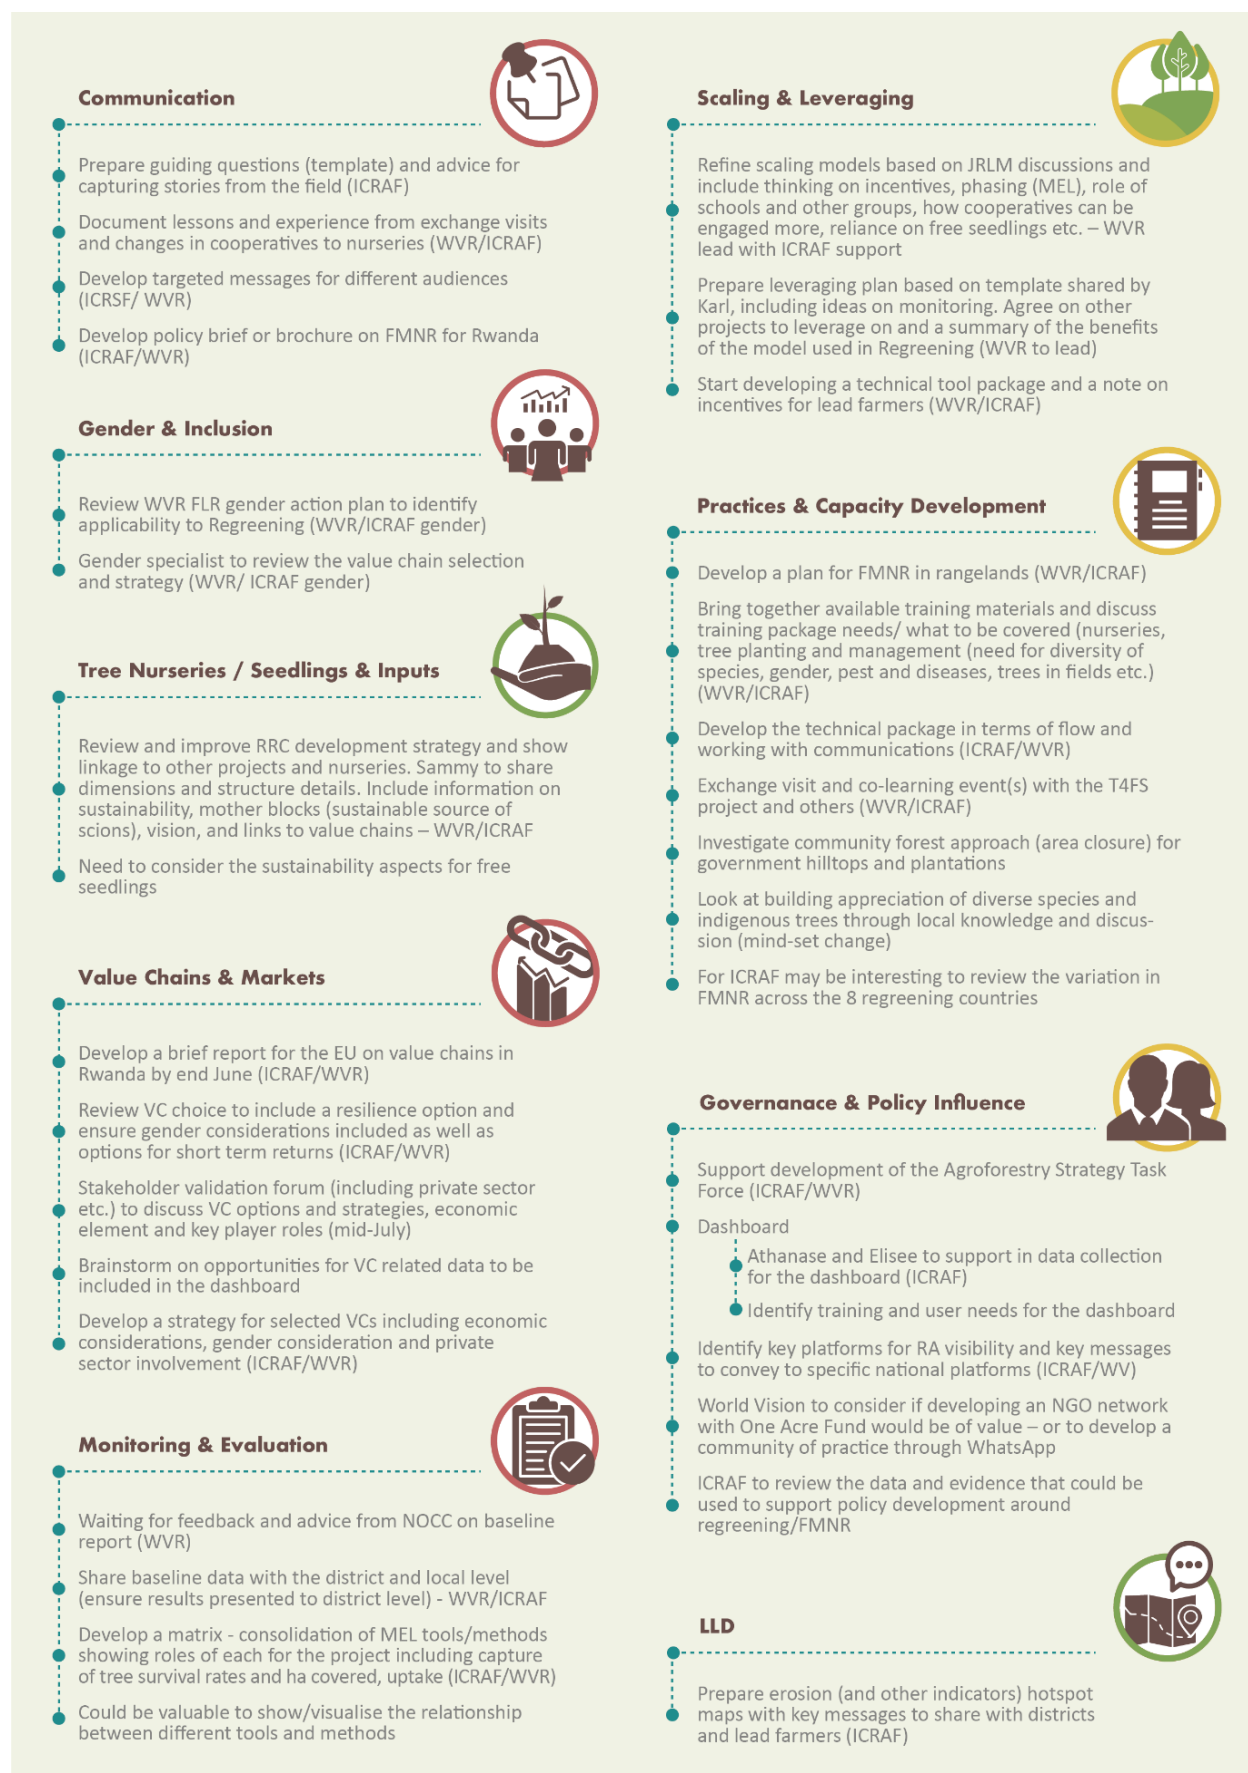 Communication
Prepare guiding questions (template) and advice for
capturing stories from the field (ICRAF)
Document lessons and experience from exchange visits
and changes in cooperatives to nurseries (WVR/ICRAF)
Develop targeted messages for different audiences
(ICRSF/ WVR)
Develop policy brief or brochure on FMNR for Rwanda
(ICRAF/WVR)
Gender & Inclusion
Review WVR FLR gender action plan to identify
applicability to Regreening (WVR/ICRAF gender)
Gender specialist to review the value chain selection
and strategy (WVR/ ICRAF gender)
Tree Nurseries / Seedlings & Inputs
Review and improve RRC development strategy and show
linkage to other projects and nurseries. Sammy to share
dimensions and structure details. Include information on
sustainability, mother blocks (sustainable source of
scions), vision, and links to value chains – WVR/ICRAF
Need to consider the sustainability aspects for free
seedlings
Value Chains & Markets
Develop a brief report for the EU on value chains in
Rwanda by end June (ICRAF/WVR)
Review VC choice to include a resilience option and
ensure gender considerations included as well as
options for short term returns (ICRAF/WVR)
Stakeholder validation forum (including private sector
etc.) to discuss VC options and strategies, economic
element and key player roles (mid-July)
Brainstorm on opportunities for VC related data to be
included in the dashboard
Develop a strategy for selected VCs including economic
considerations, gender consideration and private
sector involvement (ICRAF/WVR)
Monitoring & Evaluation
Waiting for feedback and advice from NOCC on baseline
report (WVR)
Share baseline data with the district and local level
(ensure results presented to district level) - WVR/ICRAF
Develop a matrix - consolidation of MEL tools/methods
showing roles of each for the project including capture
of tree survival rates and ha covered, uptake (ICRAF/WVR)
Could be valuable to show/visualise the relationship
between different tools and methods
Scaling & Leveraging
Refine scaling models based on JRLM discussions and
include thinking on incentives, phasing (MEL), role of
schools and other groups, how cooperatives can be
engaged more, reliance on free seedlings etc. – WVR
lead with ICRAF support
Prepare leveraging plan based on template shared by
Karl, including ideas on monitoring. Agree on other
projects to leverage on and a summary of the benefits
of the model used in Regreening (WVR to lead)
Start developing a technical tool package and a note on
incentives for lead farmers (WVR/ICRAF)
Practices & Capacity Development
Develop a plan for FMNR in rangelands (WVR/ICRAF)
Bring together available training materials and discuss
training package needs/ what to be covered (nurseries,
tree planting and management (need for diversity of
species, gender, pest and diseases, trees in fields etc.)
(WVR/ICRAF)
Develop the technical package in terms of flow and
working with communications (ICRAF/WVR)
Exchange visit and co-learning event(s) with the T4FS
project and others (WVR/ICRAF)
Investigate community forest approach (area closure) for
government hilltops and plantations
Look at building appreciation of diverse species and
indigenous trees through local knowledge and discus-
sion (mind-set change)
For ICRAF may be interesting to review the variation in
FMNR across the 8 regreening countries
Governanace & Policy Influence
Support development of the Agroforestry Strategy Task
Force (ICRAF/WVR)
Dashboard
Athanase and Elisee to support in data collection
for the dashboard (ICRAF)
Identify training and user needs for the dashboard
Identify key platforms for RA visibility and key messages
to convey to specific national platforms (ICRAF/WV)
World Vision to consider if developing an NGO network
with One Acre Fund would be of value – or to develop a
community of practice through WhatsApp
ICRAF to review the data and evidence that could be
used to support policy development around
regreening/FMNR
LLD
Prepare erosion (and other indicators) hotspot
maps with key messages to share with districts
and lead farmers (ICRAF)